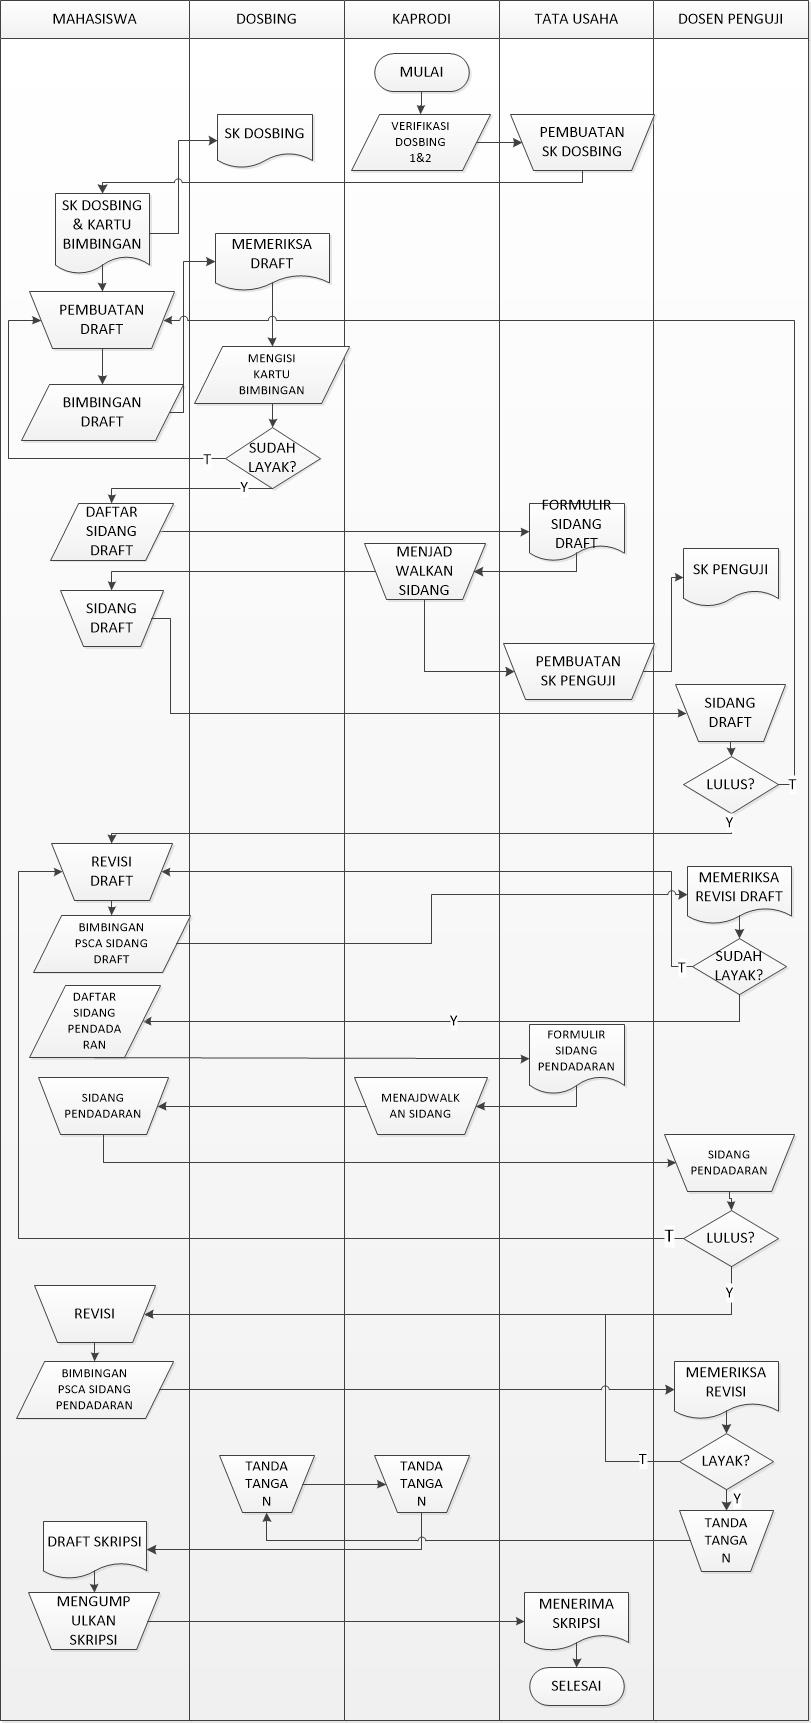 MAHASISWA
DOSBING
KAPRODI
TATA USAHA
DOSEN PENGUJI
MULAI
SK DOSBING
VERIFIKASI
DOSBING
1&2
PEMBUATAN
SK DOSBING
SK DOSBING
& KARTU
BIMBINGAN
MEMERIKSA
DRAFT
PEMBUATAN
DRAFT
MENGISI
KARTU
BIMBINGAN
BIMBINGAN
DRAFT
SUDAH
LAYAK?
T
Y
DAFTAR
SIDANG
DRAFT
FORMULIR
SIDANG
DRAFT
MENJAD
WALKAN
SIDANG
SK PENGUJI
SIDANG
DRAFT
PEMBUATAN
SK PENGUJI
SIDANG
DRAFT
LULUS?
T
Y
REVISI
DRAFT
MEMERIKSA
REVISI DRAFT
BIMBINGAN
PSCA SIDANG
DRAFT
SUDAH
LAYAK?
T
DAFTAR
SIDANG
PENDADA
RAN
Y
FORMULIR
SIDANG
PENDADARAN
SIDANG
PENDADARAN
MENAJDWALK
AN SIDANG
SIDANG
PENDADARAN
LULUS?
T
Y
REVISI
BIMBINGAN
PSCA SIDANG
PENDADARAN
MEMERIKSA
REVISI
LAYAK?
T
Y
TANDA
TANGA
N
TANDA
TANGA
N
TANDA
TANGA
N
DRAFT SKRIPSI
MENGUMP
ULKAN
SKRIPSI
MENERIMA
SKRIPSI
SELESAI